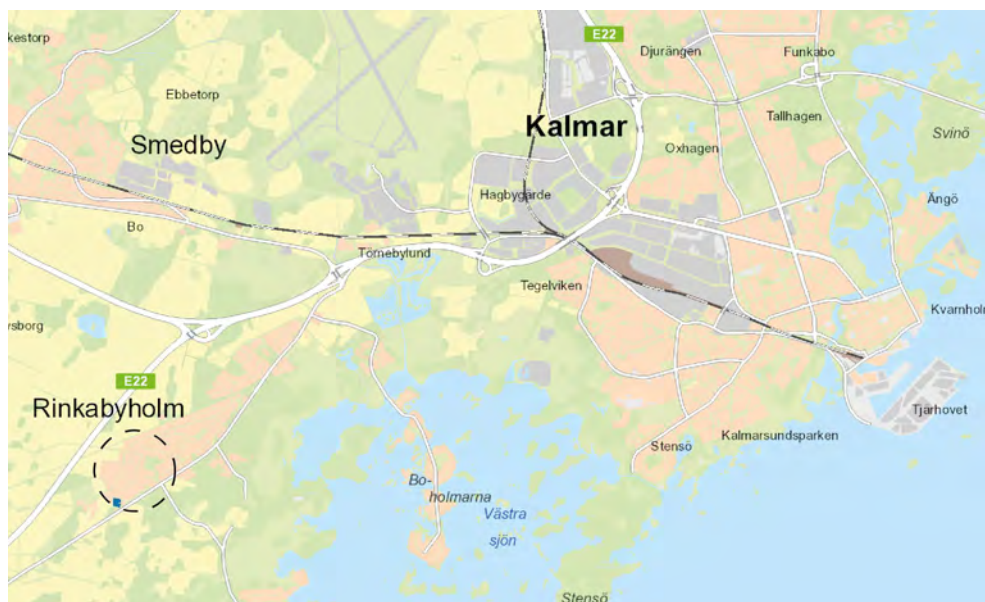 E22
Djurängen
Funkabo
kestorp
Ebbetorp
Kalmar
Tallhagen
Smedby
Oxhagen
Svinö
Hagbygärde
Ängö
Bo
Törnebylund
Tegelviken
Kvarnholm
ysborg
E22
Rinkabyholm
Tjärhovet
Stensö
Kalmarsundsparken
Bo-
holmarna
Västra
sjön
Stensö